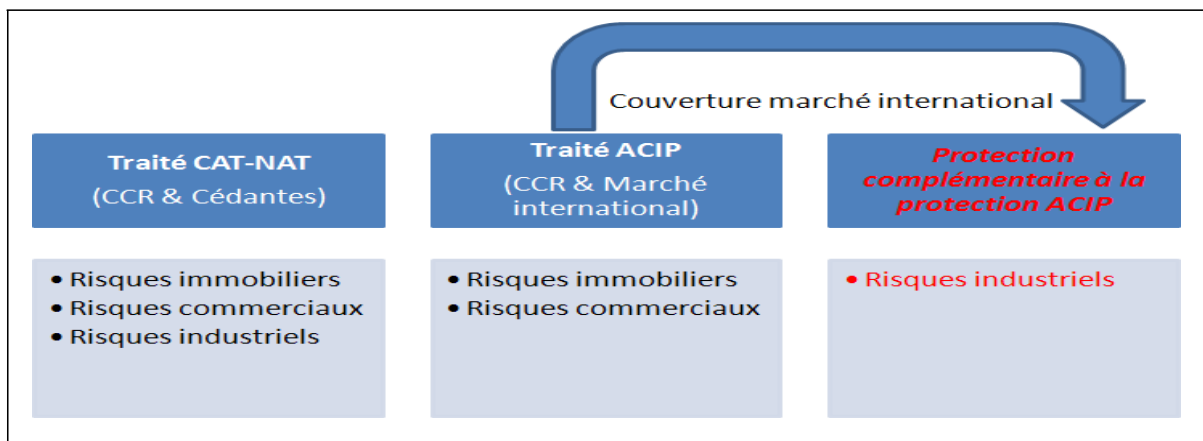 Couverture marché international
Traité CAT-NAT
(CCR & Cédantes)
• Risques immobiliers
• Risques commerciaux
• Risques industriels
Traité ACIP
(CCR & Marché
international)
• Risques immobiliers
• Risques commerciaux
Protection
complémentaire à la
protection ACIP
• Risques industriels